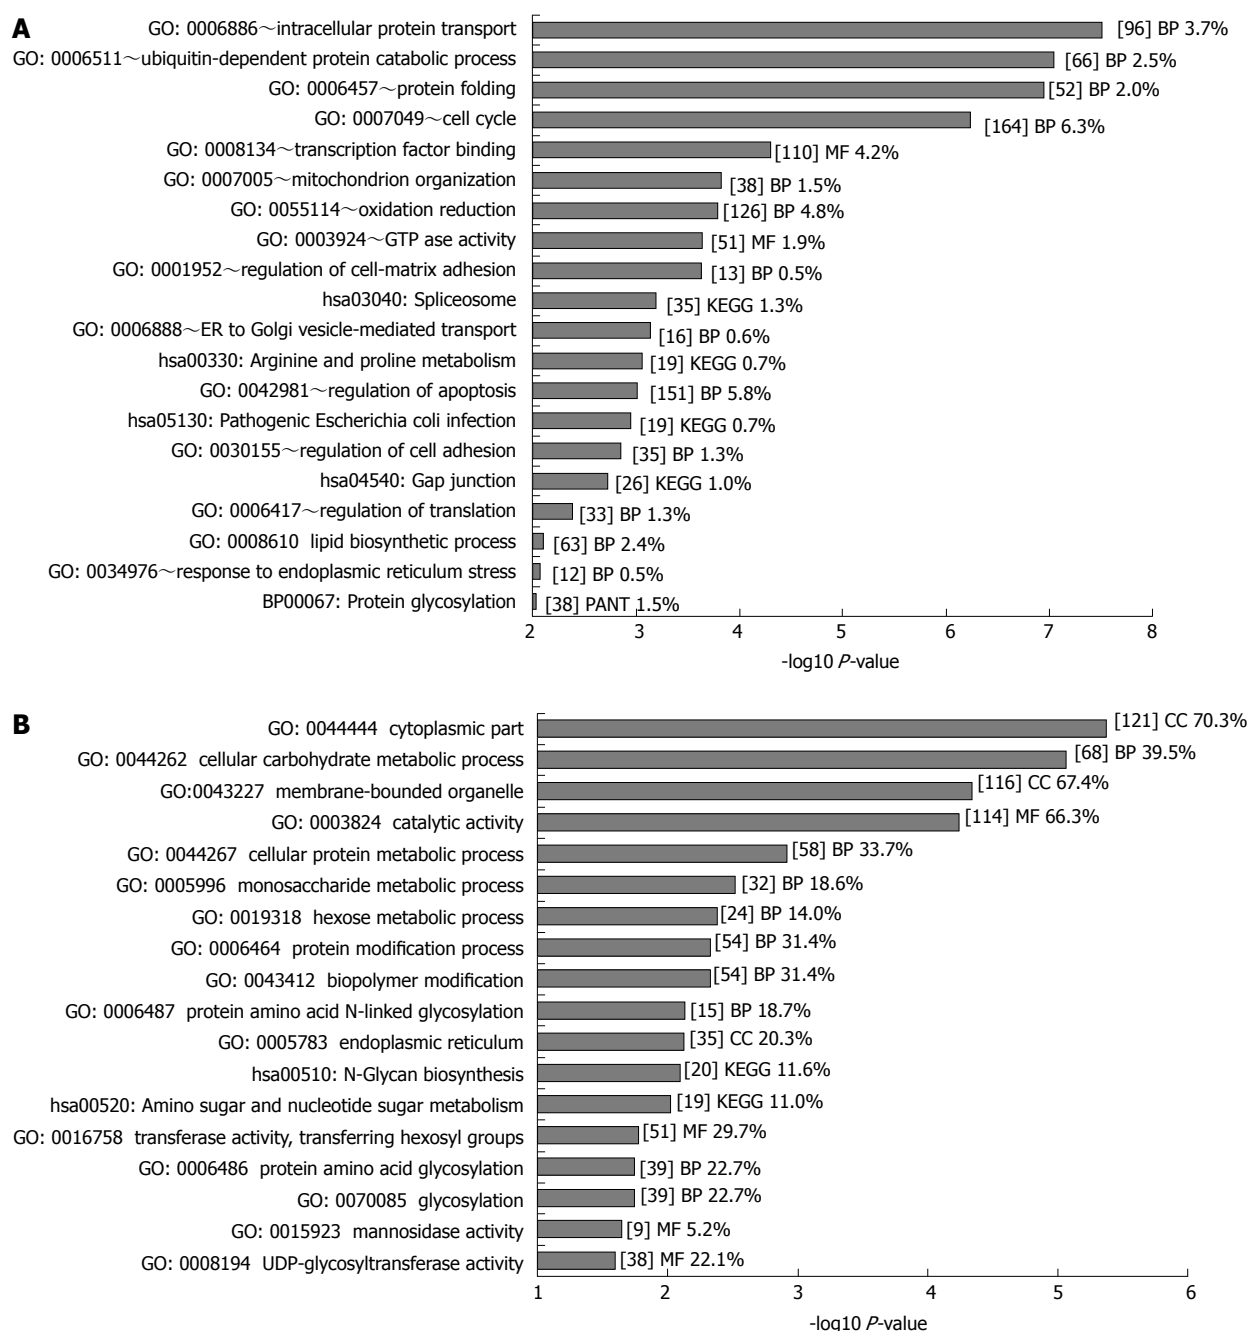 A
GO: 0006886～intracellular protein transport [96] BP 3.7%
GO: 0006511～ubiquitin-dependent protein catabolic process [66] BP 2.5%
GO: 0006457～protein folding [52] BP 2.0%
GO: 0007049～cell cycle [164] BP 6.3%
GO: 0008134～transcription factor binding [110] MF 4.2%
GO: 0007005～mitochondrion organization [38] BP 1.5%
GO: 0055114～oxidation reduction [126] BP 4.8%
GO: 0003924～GTP ase activity [51] MF 1.9%
GO: 0001952～regulation of cell-matrix adhesion [13] BP 0.5%
hsa03040: Spliceosome [35] KEGG 1.3%
GO: 0006888～ER to Golgi vesicle-mediated transport [16] BP 0.6%
hsa00330: Arginine and proline metabolism [19] KEGG 0.7%
GO: 0042981～regulation of apoptosis [151] BP 5.8%
hsa05130: Pathogenic Escherichia coli infection [19] KEGG 0.7%
GO: 0030155～regulation of cell adhesion [35] BP 1.3%
hsa04540: Gap junction [26] KEGG 1.0%
GO: 0006417～regulation of translation [33] BP 1.3%
GO: 0008610 lipid biosynthetic process [63] BP 2.4%
GO: 0034976～response to endoplasmic reticulum stress [12] BP 0.5%
BP00067: Protein glycosylation [38] PANT 1.5%
2 3 4 5 6 7 8
-log10 P-value
B
GO: 0044444 cytoplasmic part [121] CC 70.3%
GO: 0044262 cellular carbohydrate metabolic process [68] BP 39.5%
GO:0043227 membrane-bounded organelle [116] CC 67.4%
GO: 0003824 catalytic activity [114] MF 66.3%
GO: 0044267 cellular protein metabolic process [58] BP 33.7%
GO: 0005996 monosaccharide metabolic process [32] BP 18.6%
GO: 0019318 hexose metabolic process [24] BP 14.0%
GO: 0006464 protein modification process [54] BP 31.4%
GO: 0043412 biopolymer modification [54] BP 31.4%
GO: 0006487 protein amino acid N-linked glycosylation [15] BP 18.7%
GO: 0005783 endoplasmic reticulum [35] CC 20.3%
hsa00510: N-Glycan biosynthesis [20] KEGG 11.6%
hsa00520: Amino sugar and nucleotide sugar metabolism [19] KEGG 11.0%
GO: 0016758 transferase activity, transferring hexosyl groups [51] MF 29.7%
GO: 0006486 protein amino acid glycosylation [39] BP 22.7%
GO: 0070085 glycosylation [39] BP 22.7%
GO: 0015923 mannosidase activity [9] MF 5.2%
GO: 0008194 UDP-glycosyltransferase activity [38] MF 22.1%
1 2 3 4 5 6
-log10 P-value